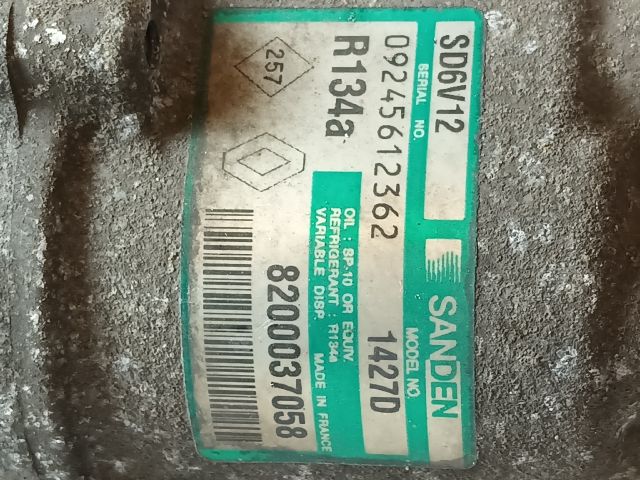 SD6V12
SANDEN
SERIAL NO.
MODEL NO.
09245612362
1427D
R134a
OIL : SP-10 OR EQUIV.
REFRIGERANT : R134a
VARIABLE DISP.
MADE IN FRANCE
257
8200037058